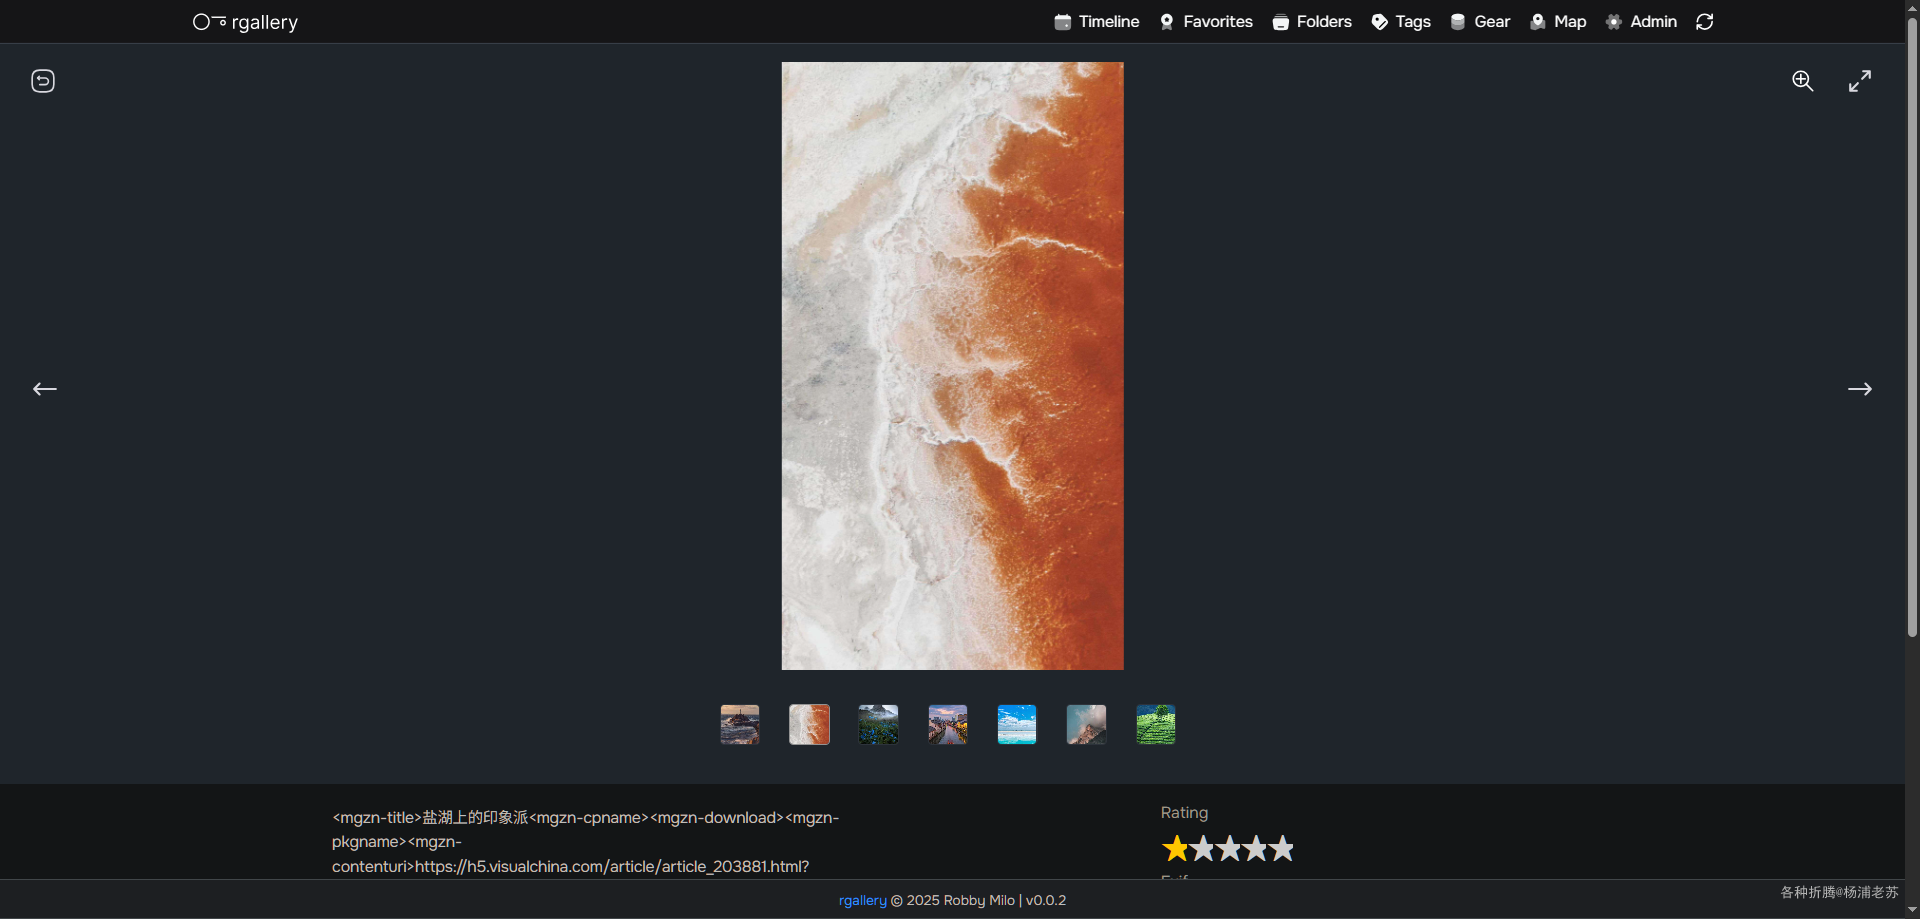 rgallery
Timeline
Favorites
Folders
Tags
Gear
Map
Admin
<mgzn-title>盐湖上的印象派<mgzn-cpname><mgzn-download><mgzn-
pkgname><mgzn-
contenturi>https://h5.visualchina.com/article/article_203881.html?
Rating
Exif
rgallery © 2025 Robby Milo | v0.0.2
各种折腾@杨浦老苏